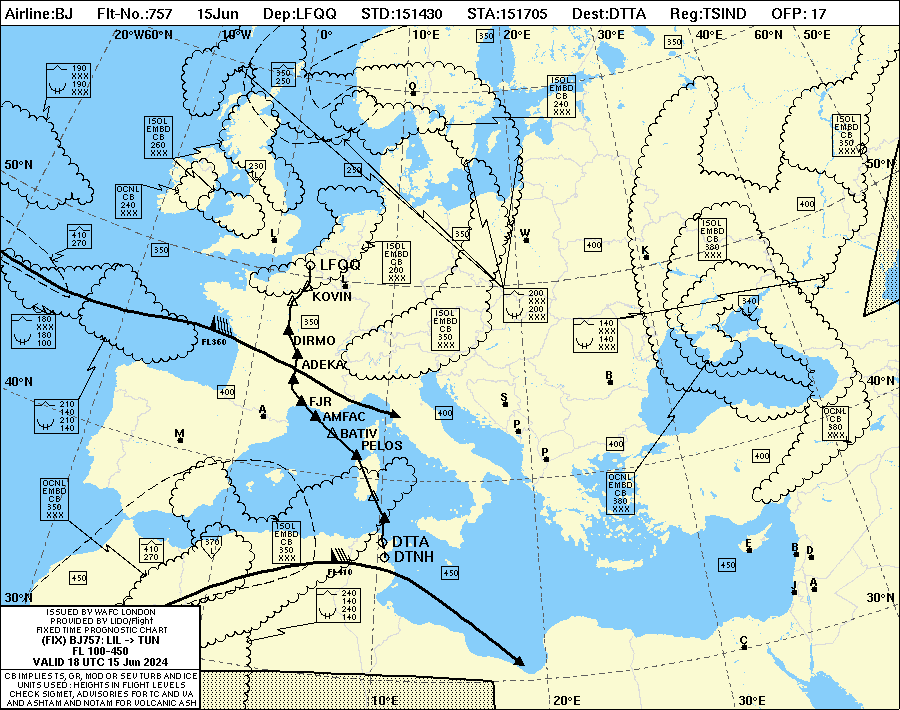 Airline:BJ Flt-No.:757 15Jun Dep:LFQQ STD:151430 STA:151705 Dest:DTTA Reg:TSIND OFP: 17
20°W60°N 10°W 0° 10°E 350 20°E 30°E 350 40°E 60°N 50°E
190
XXX
190
XXX
350
250
O
ISOL
EMBD
CB
240
XXX
ISOL
EMBD
CB
260
XXX
ISOL
EMBD
CB
350
XXX
50°N
230
L
250
50°N
OCNL
CB
240
XXX
400
410
270
350
L
350
W
400
K
ISOL
EMBD
CB
380
XXX
ISOL
EMBD
CB
200
XXX
LFQQ
L
KOVIN
200
XXX
200
XXX
340
180
XXX
180
100
FL360
350
DIRMO
ISOL
EMBD
CB
350
XXX
140
XXX
140
XXX
ADEKA
40°N
B
40°N
400
FJR
S
210
140
210
140
A
AMFAC
400
OCNL
CB
380
XXX
M
BATIV
P
PELOS
400
P
400
OCNL
EMBD
CB
350
XXX
OCNL
EMBD
CB
380
XXX
410
270
370
L
ISOL
EMBD
CB
350
XXX
DTTA
DTNH
E
B
D
450
FL410
450
450
J
A
30°N
240
140
240
140
30°N
C
ISSUED BY WAFC LONDON
PROVIDED BY LIDO/Flight
FIXED TIME PROGNOSTIC CHART
(FIX) BJ757: LIL -> TUN
FL 100-450
VALID 18 UTC 15 Jun 2024
CB IMPLIES TS, GR, MOD OR SEV TURB AND ICE
UNITS USED : HEIGHTS IN FLIGHT LEVELS
CHECK SIGMET, ADVISORIES FOR TC AND VA
AND ASHTAM AND NOTAM FOR VOLCANIC ASH
10°E 20°E 30°E